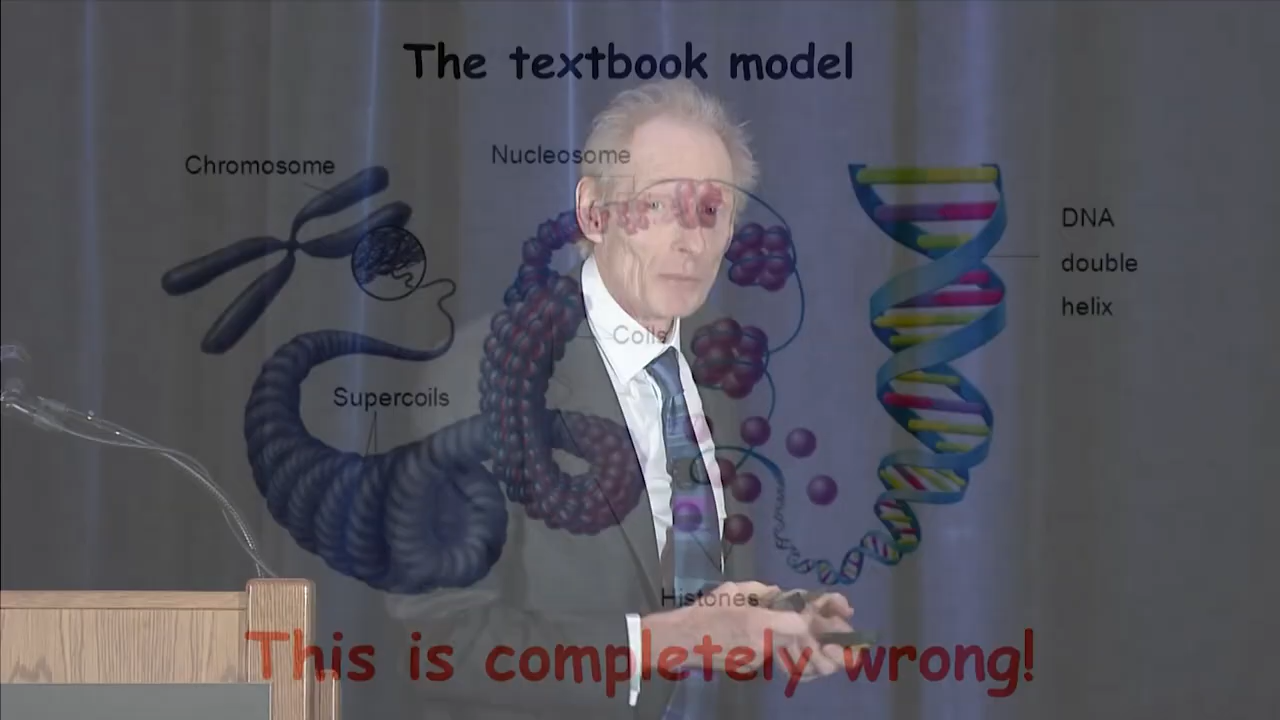 The textbook model
Chromosome
Nucleosome
DNA
double
helix
Coils
Supercoils
Histones
This is completely wrong!